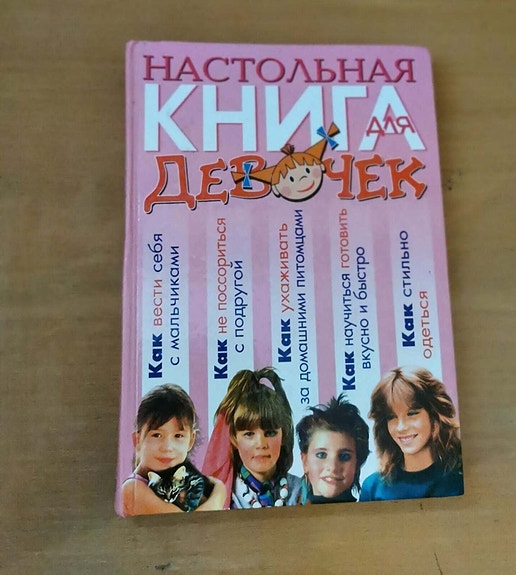 НАСТОЛЬНАЯ
КНИГА
ДЛЯ
ДЕВОЧЕК
Как вести себя
с мальчиками
Как не поссориться
с подругой
Как ухаживать
за домашними питомцами
Как научиться готовить
вкусно и быстро
Как стильно
одеться